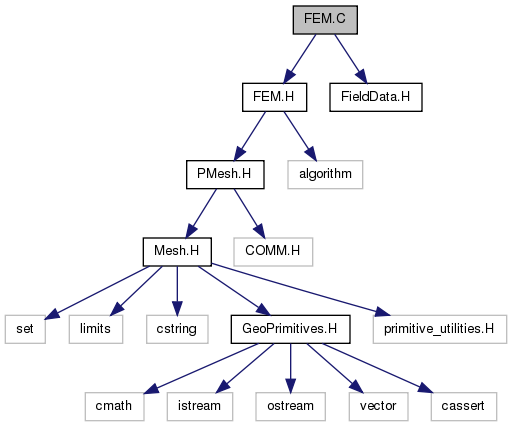 FEM.C
FEM.H
FieldData.H
PMesh.H
algorithm
Mesh.H
COMM.H
set
limits
cstring
GeoPrimitives.H
primitive_utilities.H
cmath
istream
ostream
vector
cassert